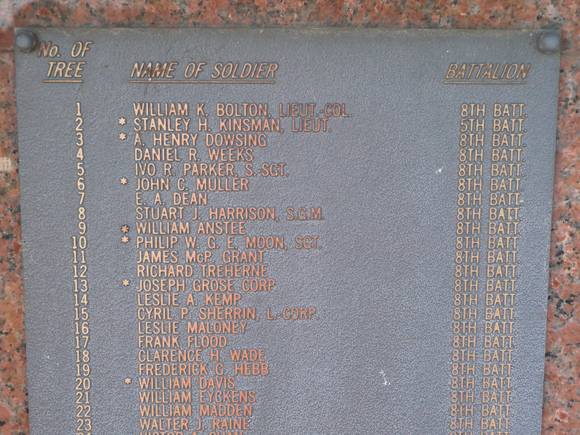 No. OF
TREE NAME OF SOLDIER BATTALION
1 WILLIAM K. BOLTON, LIEUT.-COL. 8TH BATT.
2 * STANLEY H. KINSMAN, LIEUT. 5TH BATT.
3 * A. HENRY DOWSING 8TH BATT.
4 DANIEL R. WEEKS 8TH BATT.
5 IVO R. PARKER, S.-SGT. 8TH BATT.
6 * JOHN C. MULLER 8TH BATT.
7 E. A. DEAN 8TH BATT.
8 STUART J. HARRISON, S.G.M. 8TH BATT.
9 * WILLIAM ANSTEE 8TH BATT.
10 * PHILIP W. G. E. MOON, SGT. 8TH BATT.
11 JAMES McP. GRANT 8TH BATT.
12 RICHARD TREHERNE 8TH BATT.
13 * JOSEPH GROSE CORP. 8TH BATT.
14 LESLIE A. KEMP 8TH BATT.
15 CYRIL P. SHERRIN, L.-CORP. 8TH BATT.
16 LESLIE MALONEY 8TH BATT.
17 FRANK FLOOD 8TH BATT.
18 CLARENCE H. WADE 8TH BATT.
19 FREDERICK G. HEBB 8TH BATT.
20 * WILLIAM DAVIS 8TH BATT.
21 WILLIAM EYCKENS 8TH BATT.
22 WILLIAM MADDEN 8TH BATT.
23 WALTER J. RAINE 8TH BATT.